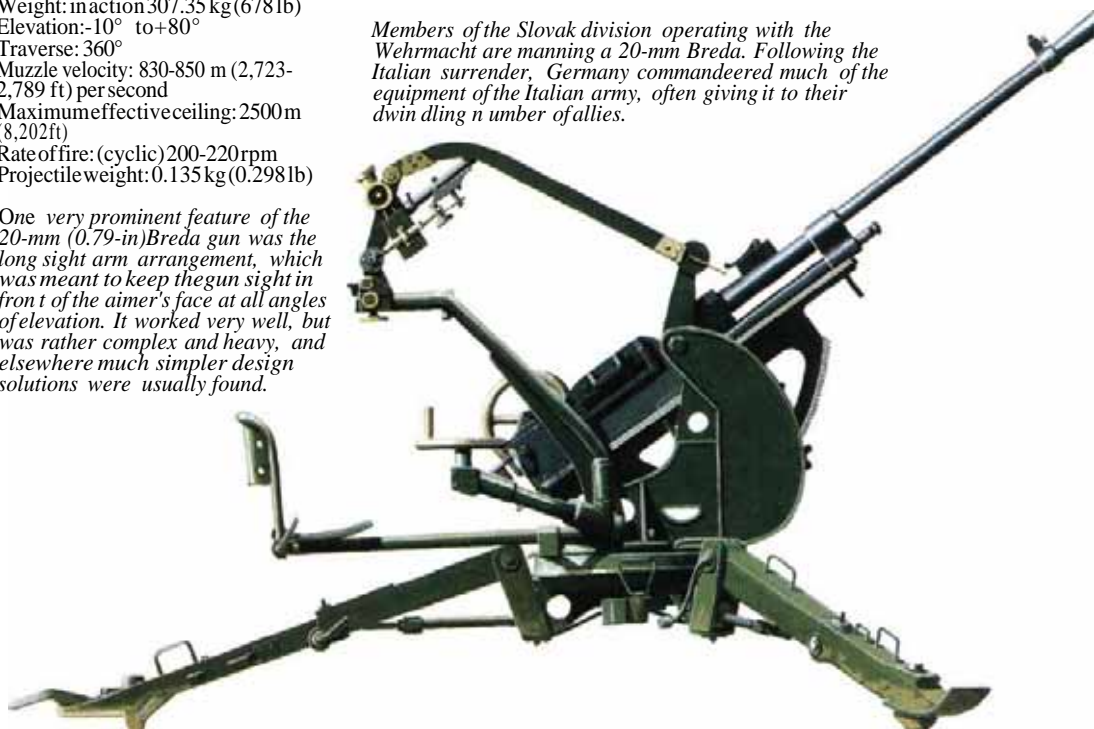 Weight: in action 307.35 kg (678 lb)
Elevation:-10° to+80°
Traverse: 360°
Muzzle velocity: 830-850 m (2,723-
2,789 ft) per second
Maximum effective ceiling: 2500 m
(8,202ft)
Rate of fire: (cyclic) 200-220 rpm
Projectile weight: 0.135 kg (0.298 lb)
One very prominent feature of the
20-mm (0.79-in)Breda gun was the
long sight arm arrangement, which
was meant to keep thegun sight in
fron t of the aimer's face at all angles
of elevation. It worked very well, but
was rather complex and heavy, and
elsewhere much simpler design
solutions were usually found.
Members of the Slovak division operating with the
Wehrmacht are manning a 20-mm Breda. Following the
Italian surrender, Germany commandeered much of the
equipment of the Italian army, often giving it to their
dwin dling n umber of allies.